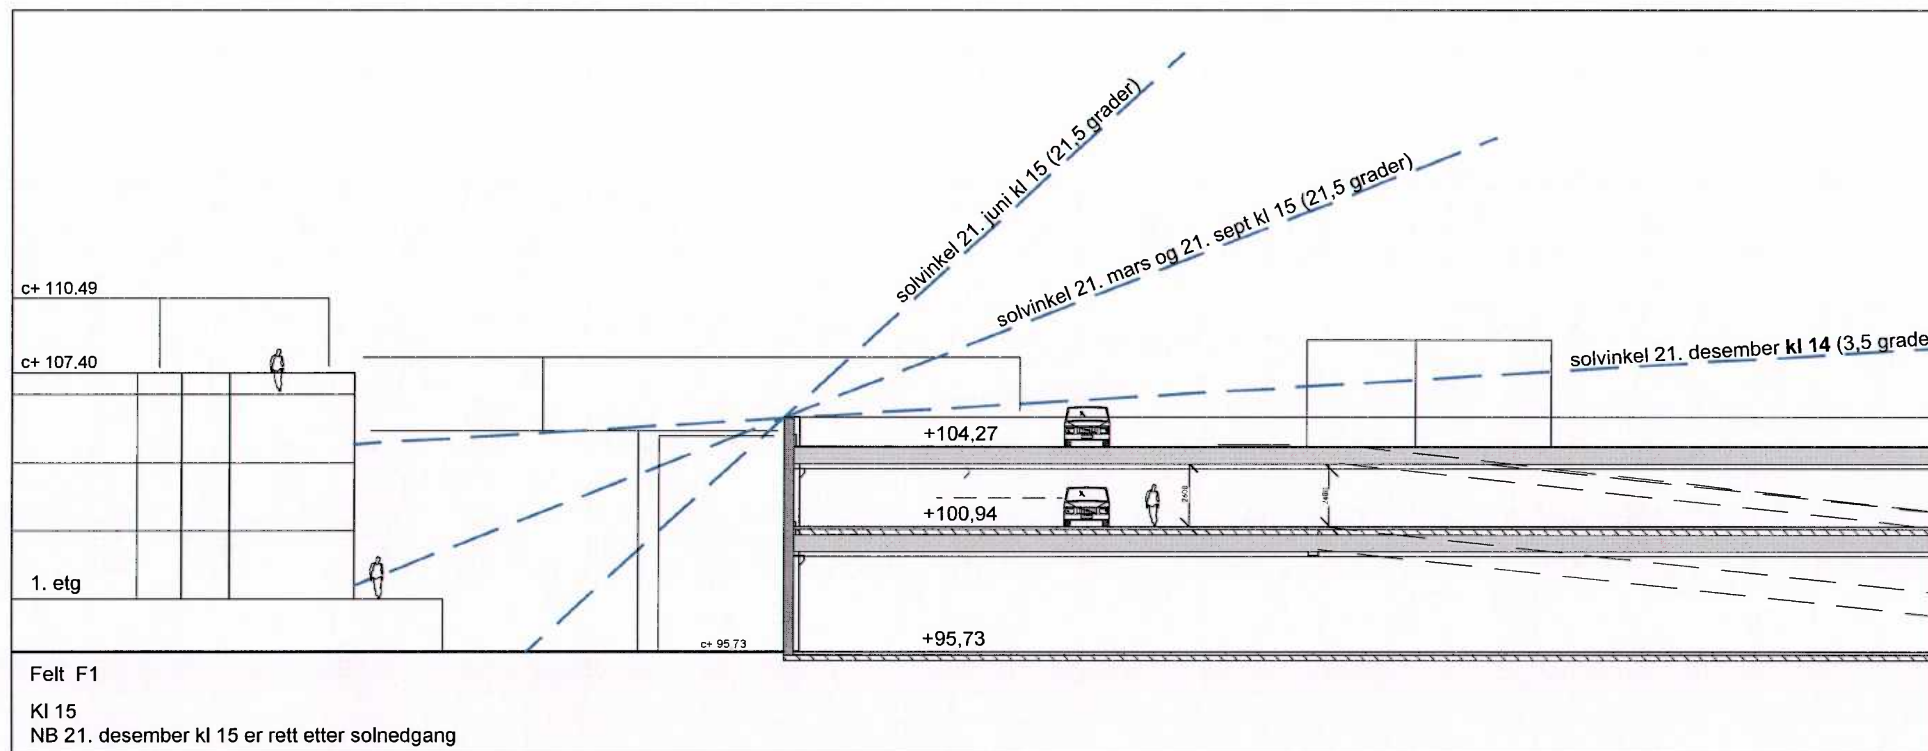 solvinkel 21. juni kl 15 (21,5 grader)
solvinkel 21. mars og 21. sept kl 15 (21,5 grader)
c+ 110.49
c+ 107.40
solvinkel 21. desember kl 14 (3,5 grade
+104,27
+100,94
2600
1. etg
c+ 95 73
+95,73
Felt F1
Kl 15
NB 21. desember kl 15 er rett etter solnedgang